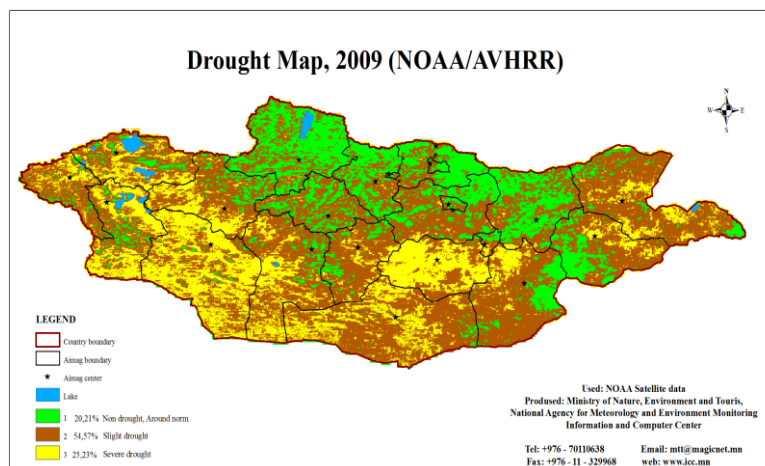 Drought Map, 2009 (NOAA/AVHRR)
N
W E
S
LEGEND
Country boundary
Aimag boundary
Aimag center
Lake
1 20,21% Non drought, Around norm
2 54,57% Slight drought
3 25,23% Severe drought
Used: NOAA Satellite data
Prodused: Ministry of Nature, Environment and Touris,
National Agency for Meteorology and Environment Monitoring
Information and Computer Center
Tel: +976 - 70110638 Email: mtt@magicnet.mn
Fax: +976 - 11 - 329968 web: www.icc.mn